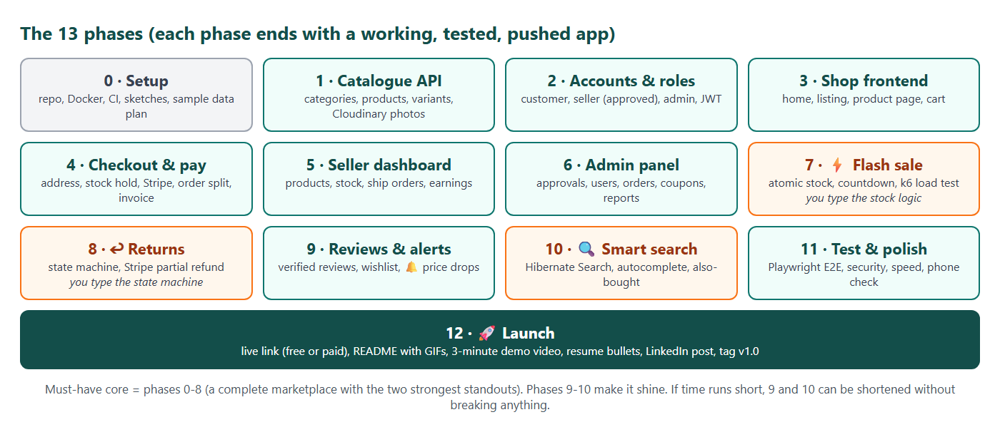 The 13 phases (each phase ends with a working, tested, pushed app)
0 · Setup
repo, Docker, CI, sketches, sample data
plan
1 · Catalogue API
categories, products, variants,
Cloudinary photos
2 · Accounts & roles
customer, seller (approved), admin, JWT
3 · Shop frontend
home, listing, product page, cart
4 · Checkout & pay
address, stock hold, Stripe, order split,
invoice
5 · Seller dashboard
products, stock, ship orders, earnings
6 · Admin panel
approvals, users, orders, coupons,
reports
7 · ⚡ Flash sale
atomic stock, countdown, k6 load test
you type the stock logic
8 · ↩ Returns
state machine, Stripe partial refund
you type the state machine
9 · Reviews & alerts
verified reviews, wishlist, 🔔 price drops
10 · 🔍 Smart search
Hibernate Search, autocomplete, also-
bought
11 · Test & polish
Playwright E2E, security, speed, phone
check
12 · 🚀 Launch
live link (free or paid), README with GIFs, 3-minute demo video, resume bullets, LinkedIn post, tag v1.0
Must-have core = phases 0-8 (a complete marketplace with the two strongest standouts). Phases 9-10 make it shine. If time runs short, 9 and 10 can be shortened without
breaking anything.